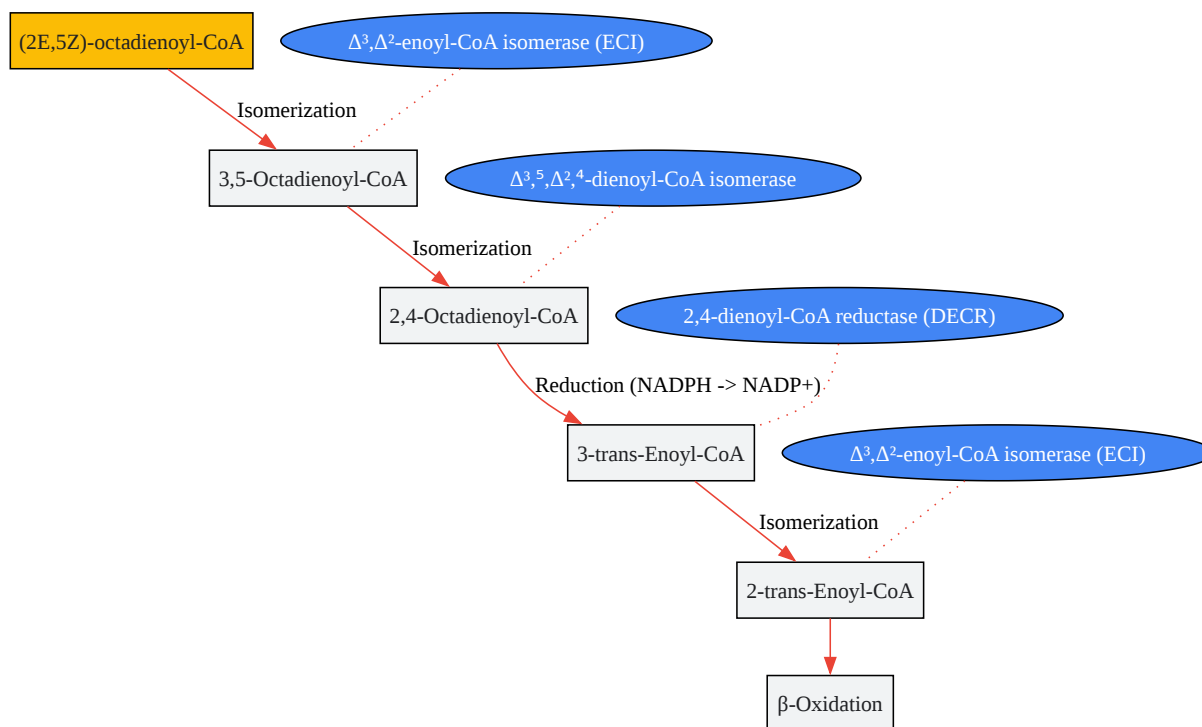 (2E,5Z)-octadienoyl-CoA
Δ³,Δ²-enoyl-CoA isomerase (ECI)
Isomerization
3,5-Octadienoyl-CoA
Δ³,⁵,Δ²,⁴-dienoyl-CoA isomerase
Isomerization
2,4-Octadienoyl-CoA
2,4-dienoyl-CoA reductase (DECR)
Reduction (NADPH -> NADP+)
3-trans-Enoyl-CoA
Δ³,Δ²-enoyl-CoA isomerase (ECI)
Isomerization
2-trans-Enoyl-CoA
β-Oxidation